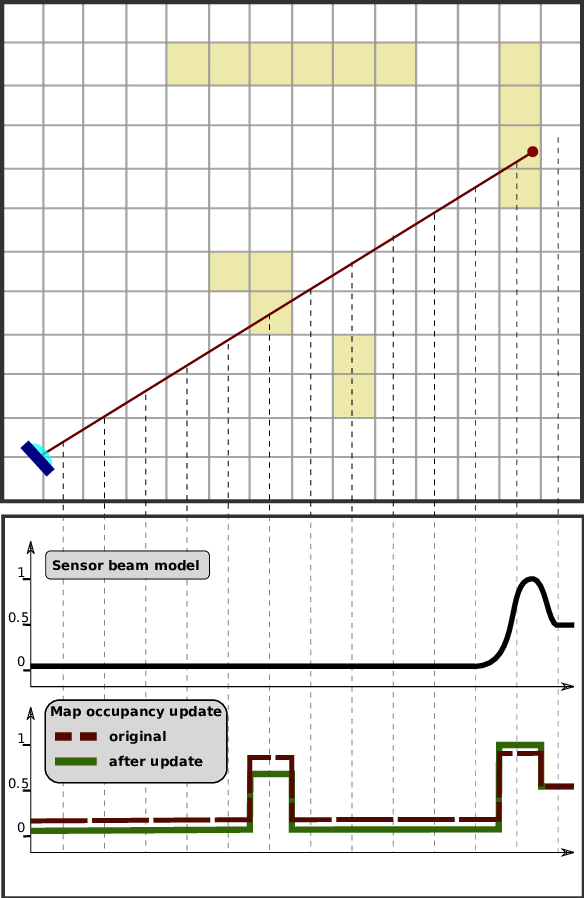 Sensor beam model
1
0.5
0
Map occupancy update
original
after update
1
0.5
0